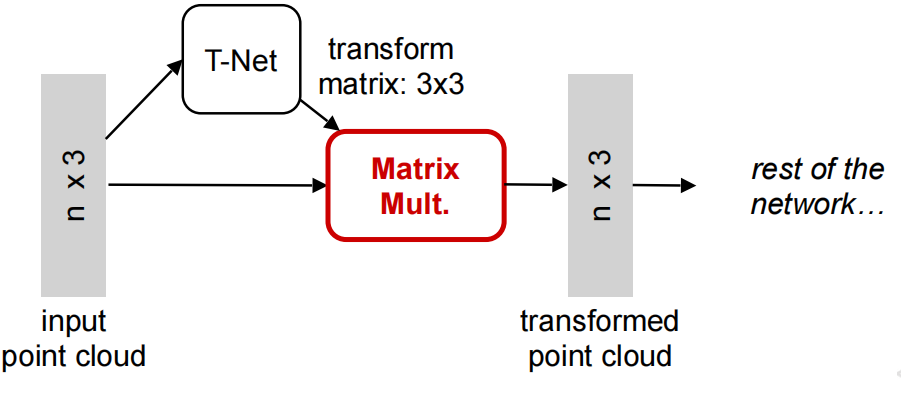 T-Net
transform
matrix: 3x3
n x 3
Matrix
Mult.
n x 3
rest of the
network…
input
point cloud
transformed
point cloud